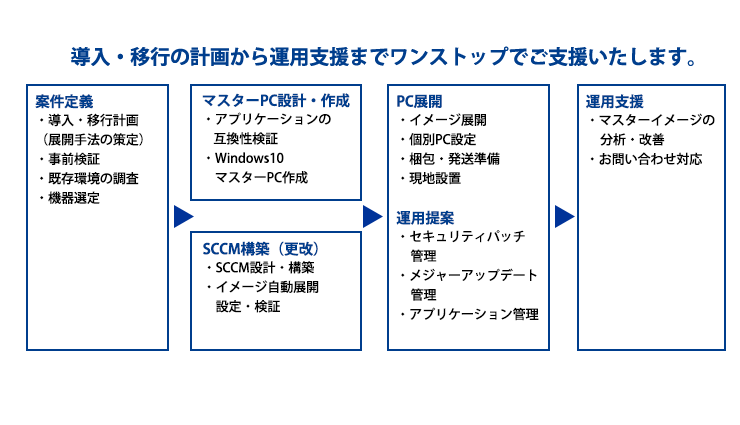 導入・移行の計画から運用支援までワンストップでご支援いたします。
案件定義
・導入・移行計画
（展開手法の策定）
・事前検証
・既存環境の調査
・機器選定
マスターPC設計・作成
・アプリケーションの
互換性検証
・Windows10
マスターPC作成
SCCM構築（更改）
・SCCM設計・構築
・イメージ自動展開
設定・検証
PC展開
・イメージ展開
・個別PC設定
・梱包・発送準備
・現地設置
運用提案
・セキュリティパッチ
管理
・メジャーアップデート
管理
・アプリケーション管理
運用支援
・マスターイメージの
分析・改善
・お問い合わせ対応